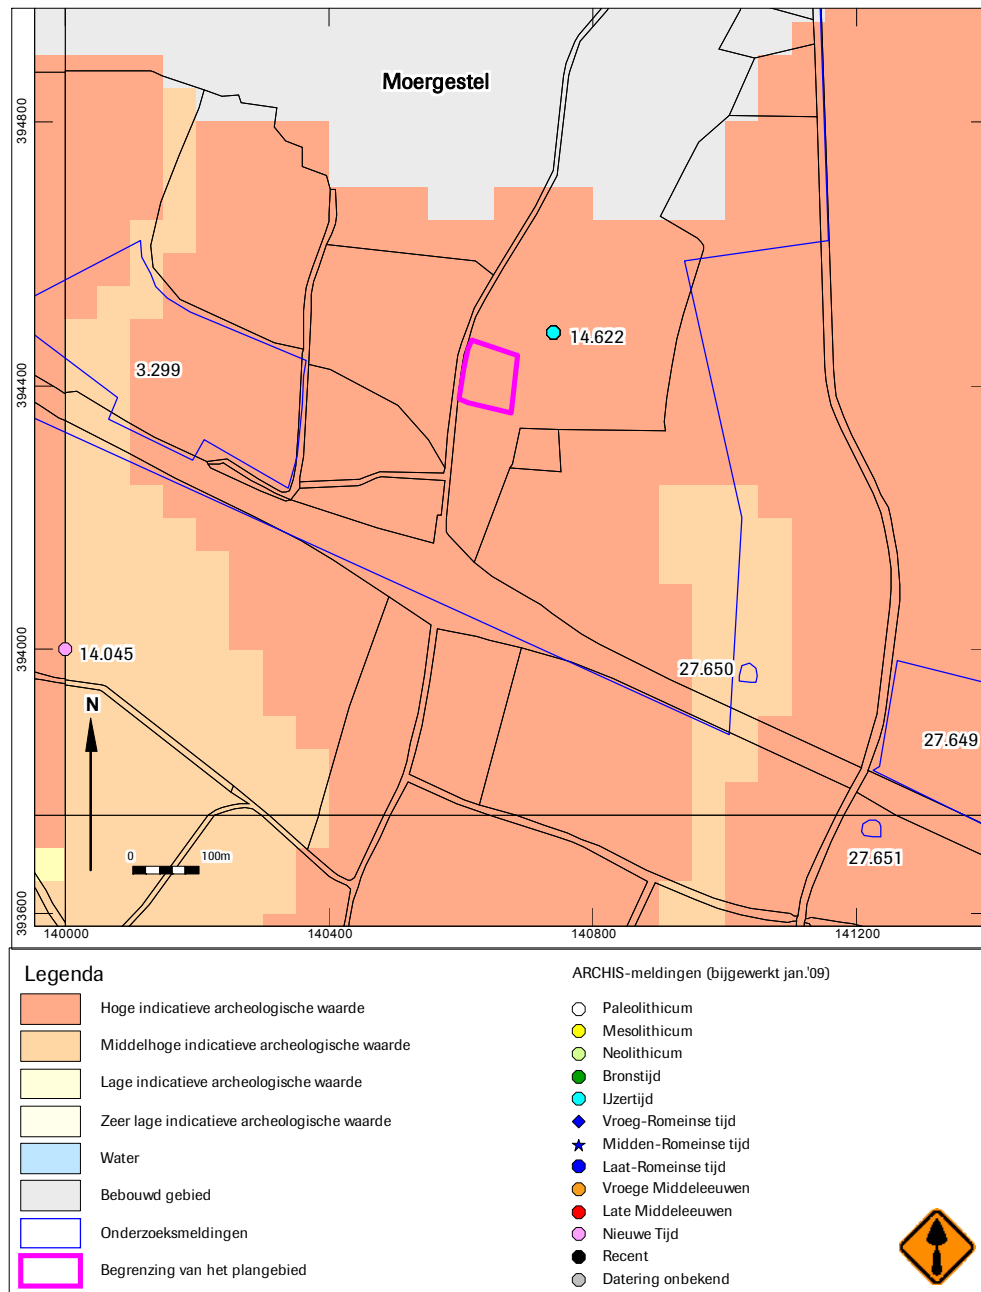 Moergestel
394800
14.622
3.299
394400
394000
14.045
27.650
N
27.649
0 100m
27.651
393600
140000 140400 140800 141200
Legenda
Hoge indicatieve archeologische waarde
Middelhoge indicatieve archeologische waarde
Lage indicatieve archeologische waarde
Zeer lage indicatieve archeologische waarde
Water
Bebouwd gebied
Onderzoeksmeldingen
Begrenzing van het plangebied
ARCHIS-meldingen (bijgewerkt jan.'09)
Paleolithicum
Mesolithicum
Neolithicum
Bronstijd
IJzertijd
Vroeg-Romeinse tijd
Midden-Romeinse tijd
Laat-Romeinse tijd
Vroege Middeleeuwen
Late Middeleeuwen
Nieuwe Tijd
Recent
Datering onbekend